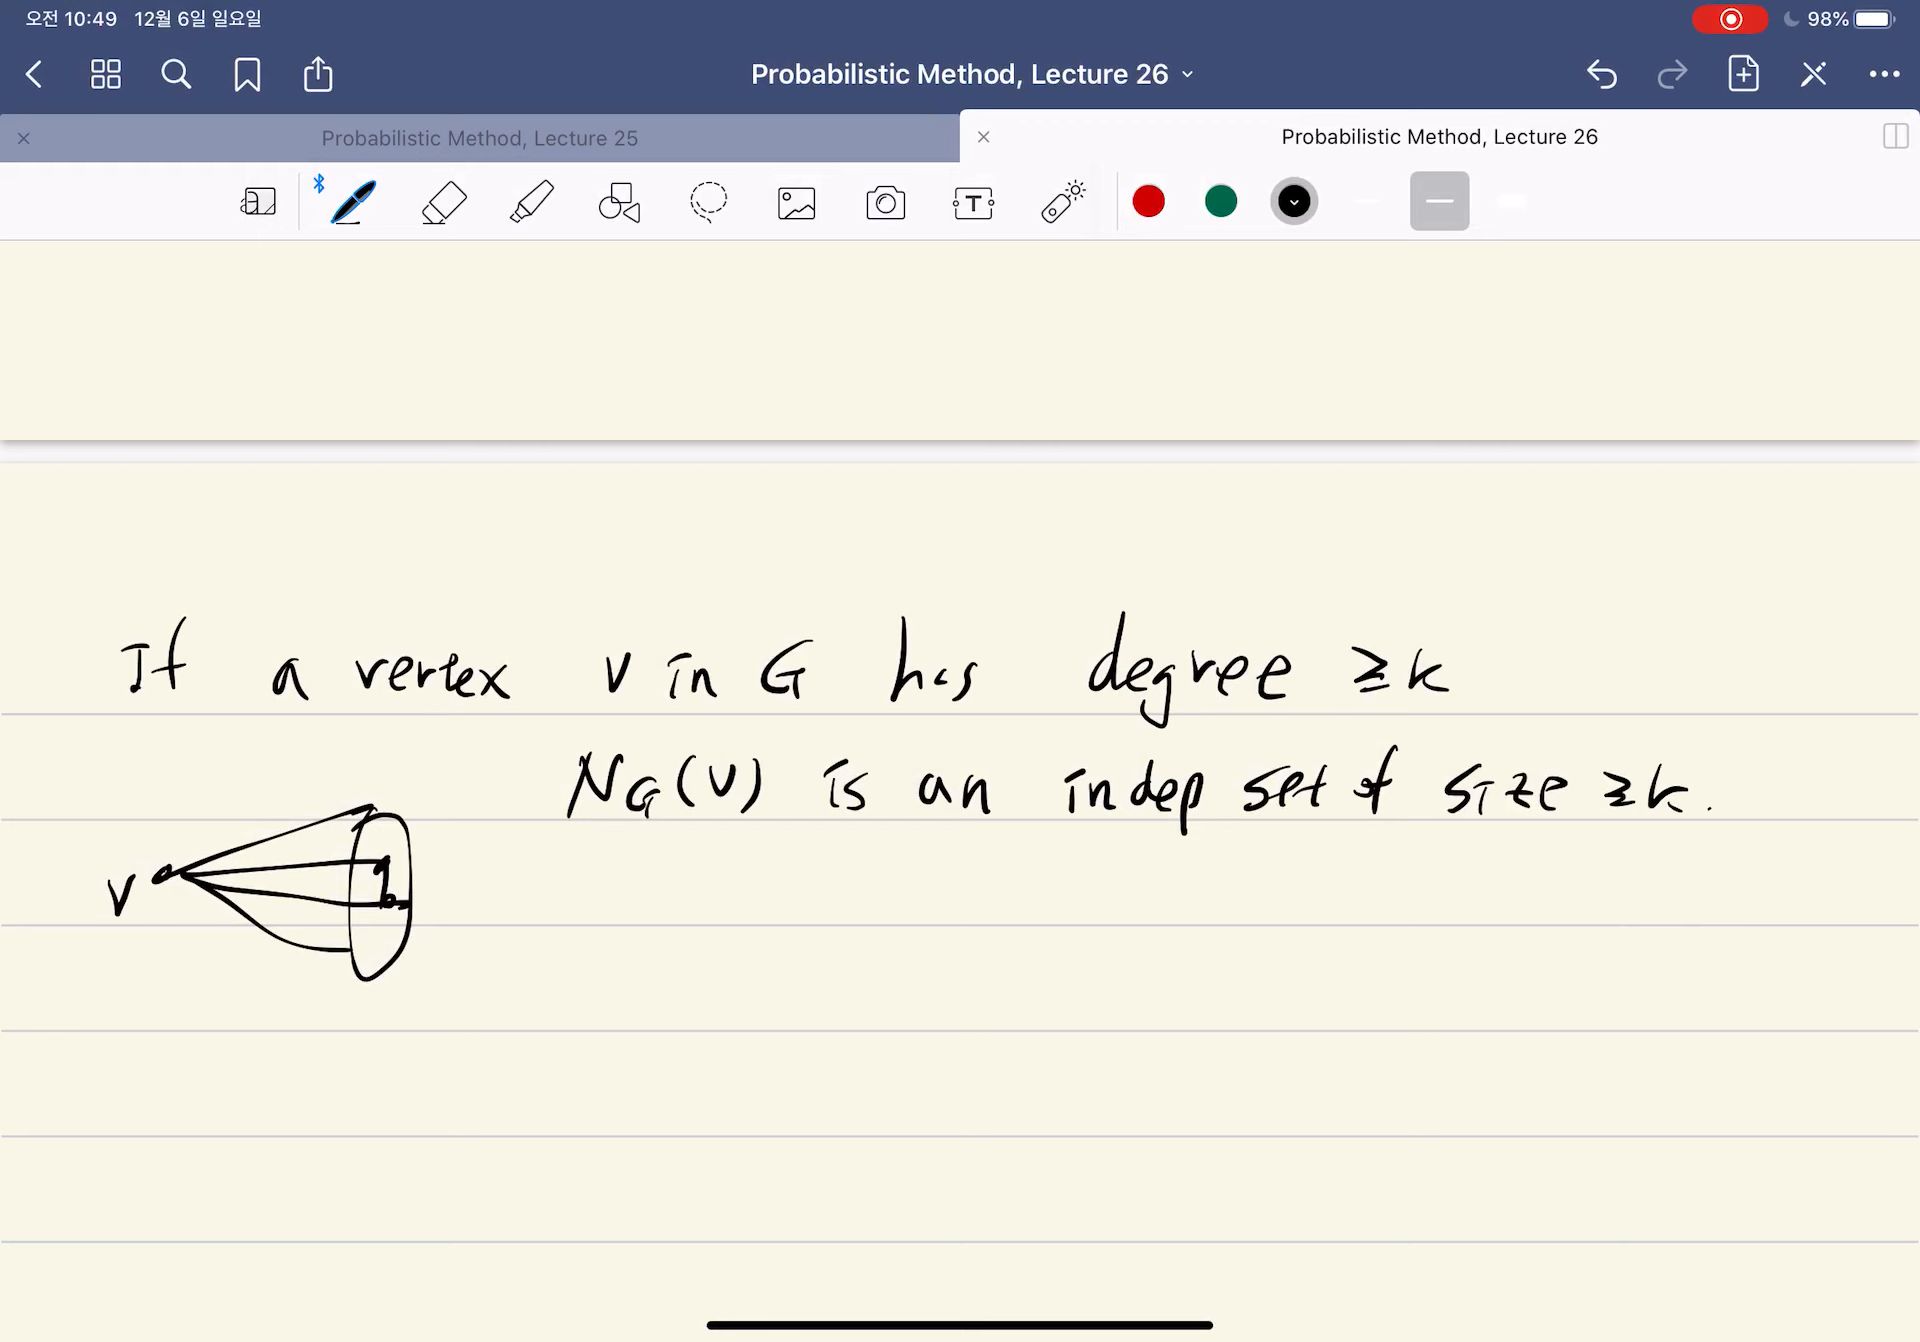 오전 10:49 12월 6일 일요일 98%
Probabilistic Method, Lecture 26
Probabilistic Method, Lecture 25 Probabilistic Method, Lecture 26
If a vertex v in G has degree ≥k
N_G(v) is an indep set of size ≥k.
v